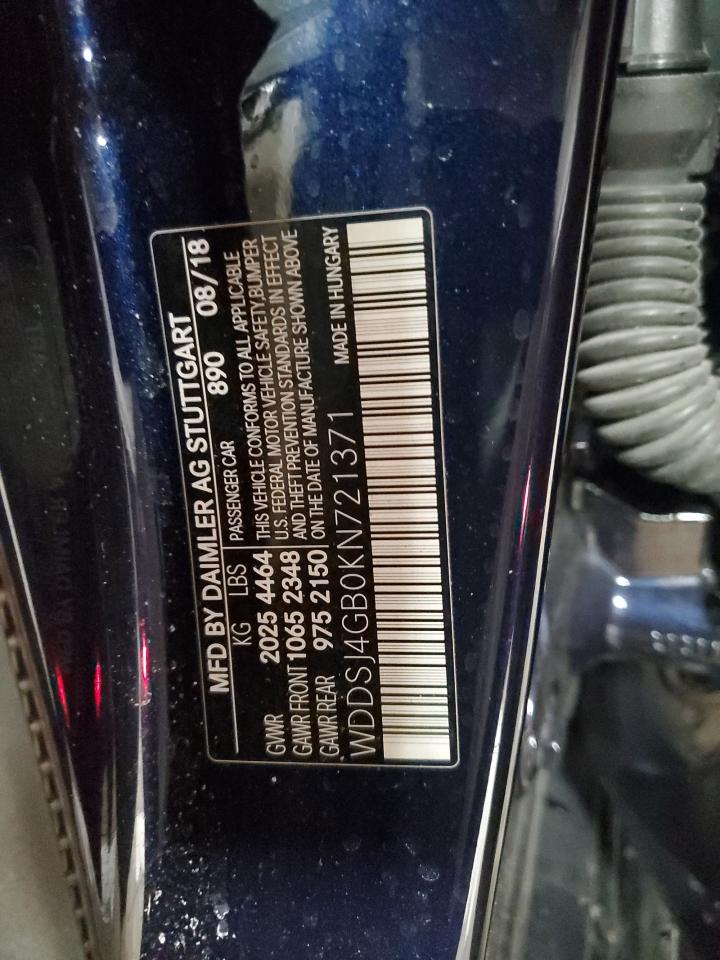 MFD BY DAIMLER AG STUTTGART
KG LBS
PASSENGER CAR 890 08/18
GWR 2025 4464
GAWR FRONT 1065 2348
GAWR REAR 975 2150
THIS VEHICLE CONFORMS TO ALL APPLICABLE
U.S. FEDERAL MOTOR VEHICLE SAFETY,BUMPER
AND THEFT PREVENTION STANDARDS IN EFFECT
ON THE DATE OF MANUFACTURE SHOWN ABOVE
WDDSJ4GB0KN721371 MADE IN HUNGARY